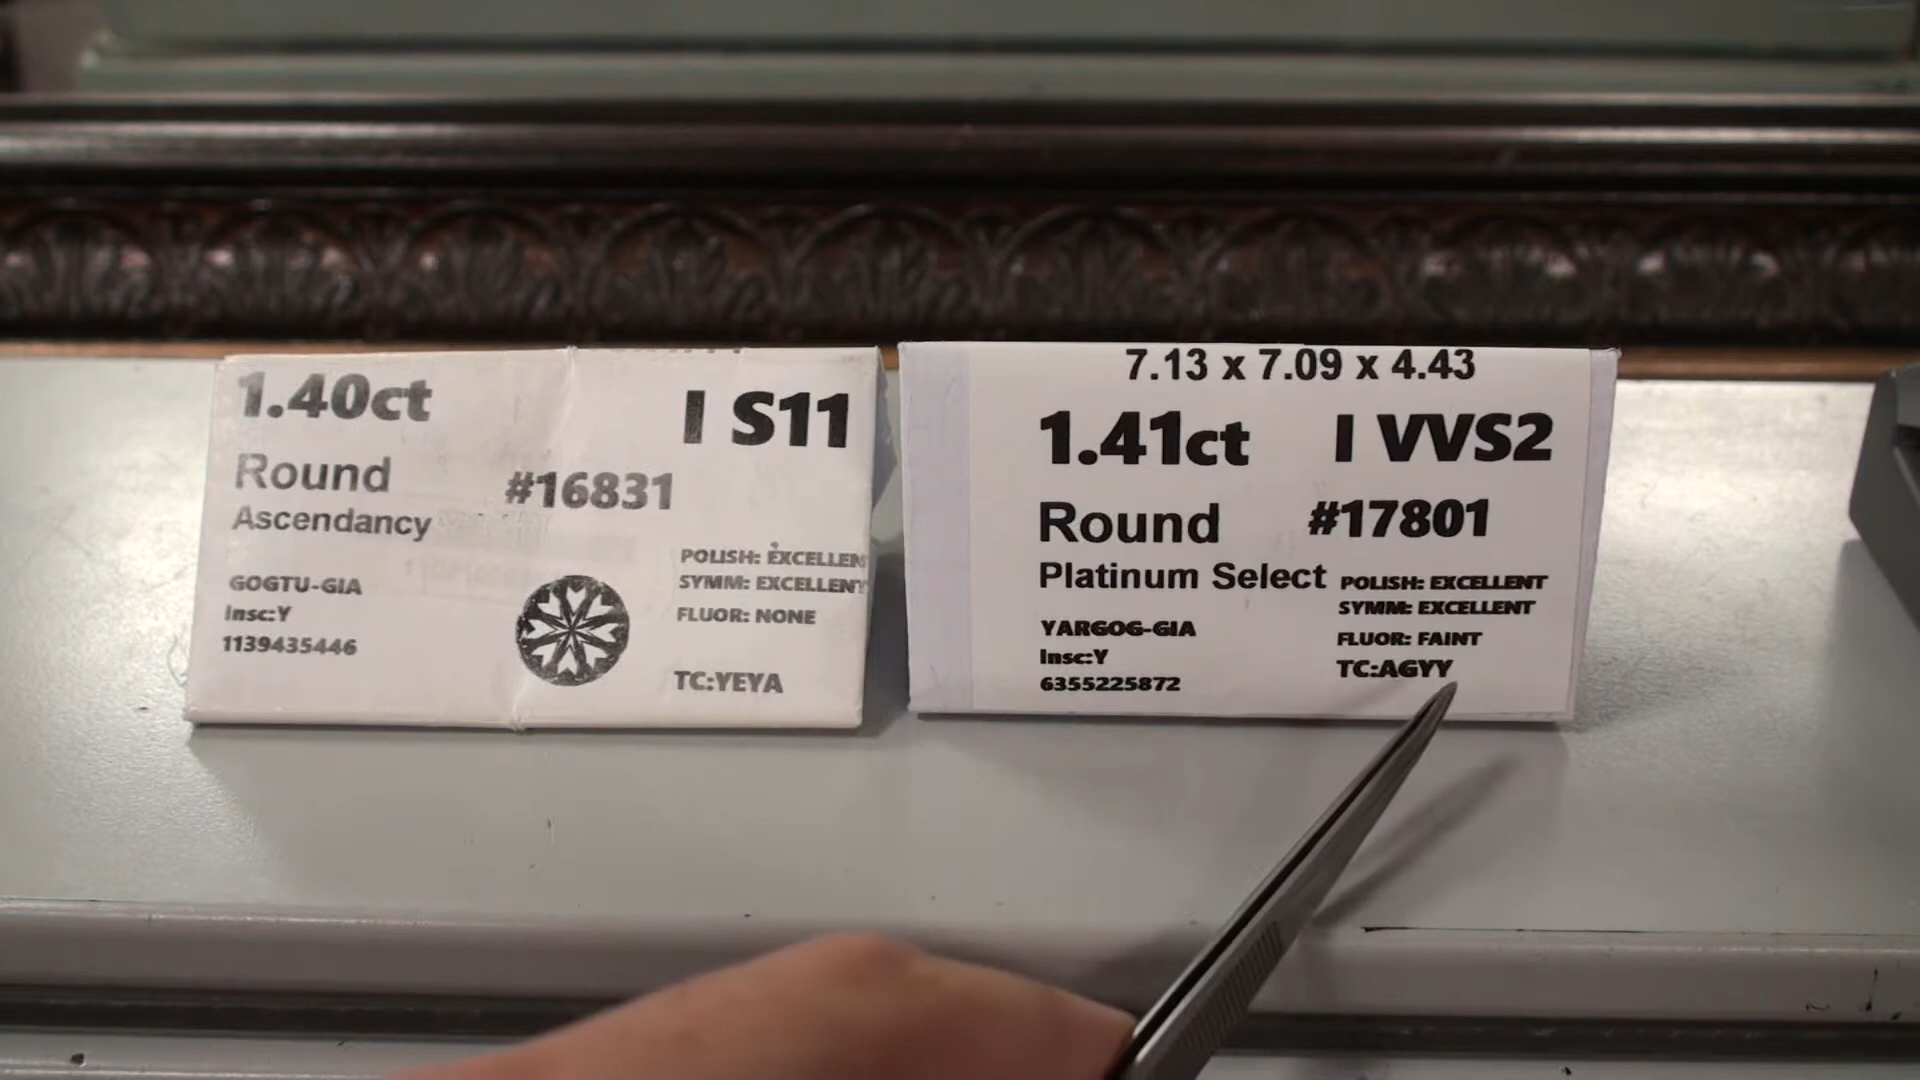 1.40ct
I S11
Round
#16831
Ascendancy
POLISH: EXCELLEN
SYMM: EXCELLENT
GOGTU-GIA
Insc:Y
FLUOR: NONE
1139435446
TC:YEYA
7.13 x 7.09 x 4.43
1.41ct
I VVS2
Round
#17801
Platinum Select
POLISH: EXCELLENT
SYMM: EXCELLENT
YARGOG-GIA
FLUOR: FAINT
Insc:Y
TC:AGYY
6355225872